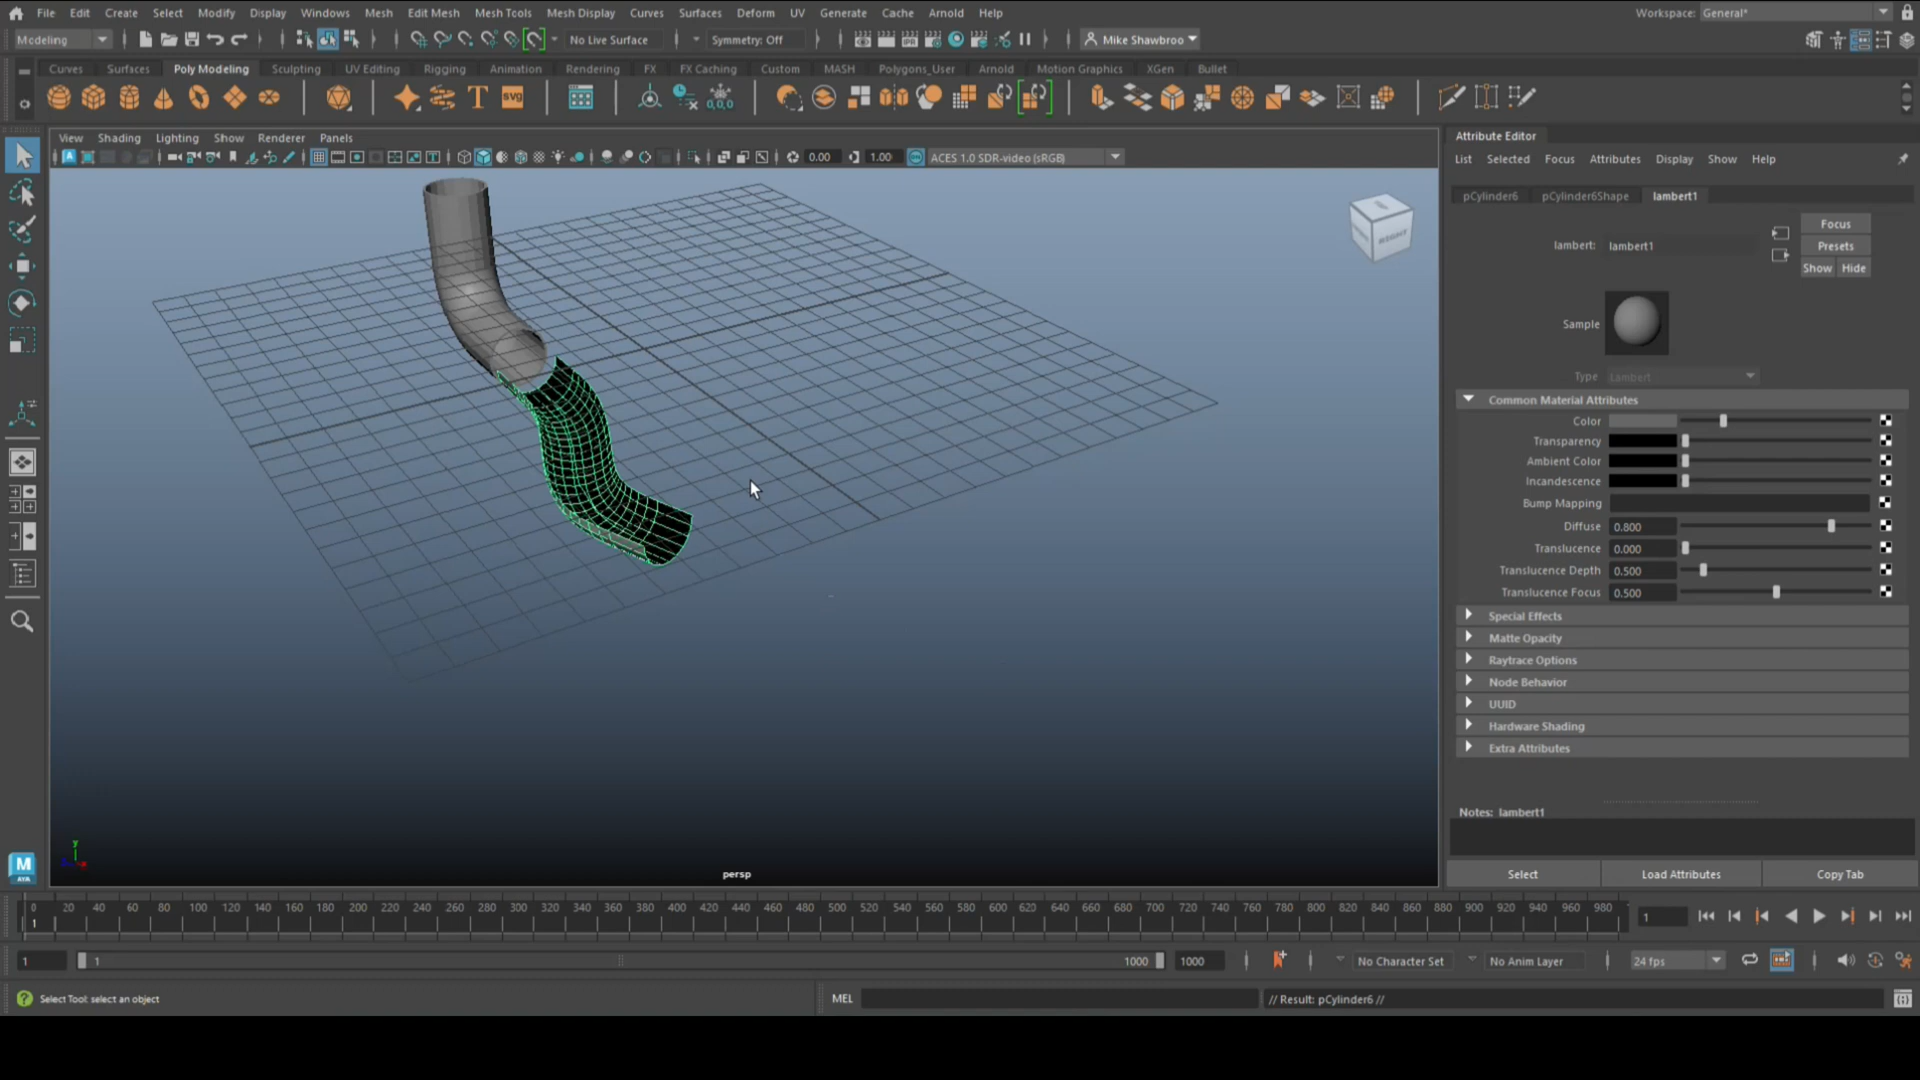 File Edit Create Select Modify Display Windows Mesh Edit Mesh Mesh Tools Mesh Display Curves Surfaces Deform UV Generate Cache Arnold Help Workspace: General*
Modeling No Live Surface Symmetry: Off Mike Shawbroo
Curves Surfaces Poly Modeling Sculpting UV Editing Rigging Animation Rendering FX FX Caching Custom MASH Polygons_User Arnold Motion Graphics XGen Bullet
T SVG 0,0,0
View Shading Lighting Show Renderer Panels
0.00 1.00 ACES 1.0 SDR-video (sRGB)
RIGHT
y
persp
M
AYA
Attribute Editor
List Selected Focus Attributes Display Show Help
pCylinder6 pCylinder6Shape lambert1
lambert: lambert1
Focus
Presets
Show Hide
Sample
Type Lambert
Common Material Attributes
Color
Transparency
Ambient Color
Incandescence
Bump Mapping
Diffuse 0.800
Translucence 0.000
Translucence Depth 0.500
Translucence Focus 0.500
Special Effects
Matte Opacity
Raytrace Options
Node Behavior
UUID
Hardware Shading
Extra Attributes
Notes: lambert1
Select Load Attributes Copy Tab
0 20 40 60 80 100 120 140 160 180 200 220 240 260 280 300 320 340 360 380 400 420 440 460 480 500 520 540 560 580 600 620 640 660 680 700 720 740 760 780 800 820 840 860 880 900 920 940 960 980
1 1
1 1 1000 1000 No Character Set No Anim Layer 24 fps
Select Tool: select an object MEL // Result: pCylinder6 //